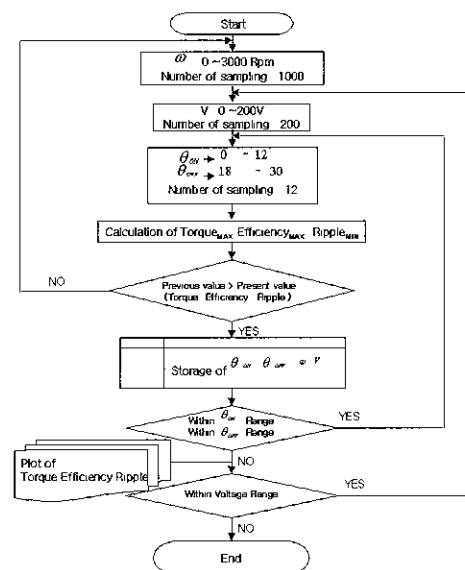 Start
ω 0 ~3000 Rpm
Number of sampling 1000
V 0 ~200V
Number of sampling 200
θON → 0 ~ 12
θOFF → 18 ~ 30
Number of sampling 12
Calculation of TorqueMAX EfficiencyMAX RippleMIN
NO
Previous value > Present value
(Torque Efficiency Ripple)
YES
Storage of θ ON θ OFF ω V
Within θON Range
Within θOFF Range
YES
NO
Plot of
Torque Efficiency Ripple
Within Voltage Range
YES
NO
End